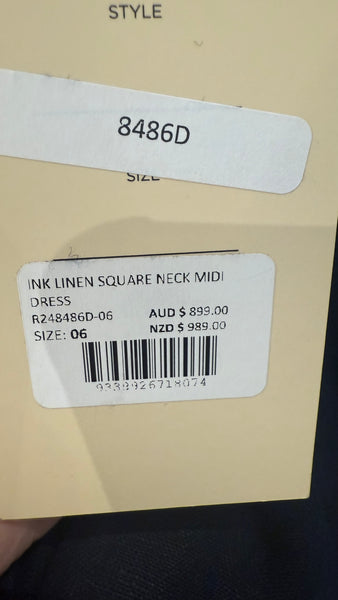 STYLE
8486D
SIZE
INK LINEN SQUARE NECK MIDI
DRESS
R248486D-06 AUD $ 899.00
SIZE: 06 NZD $ 989.00
9338926718074